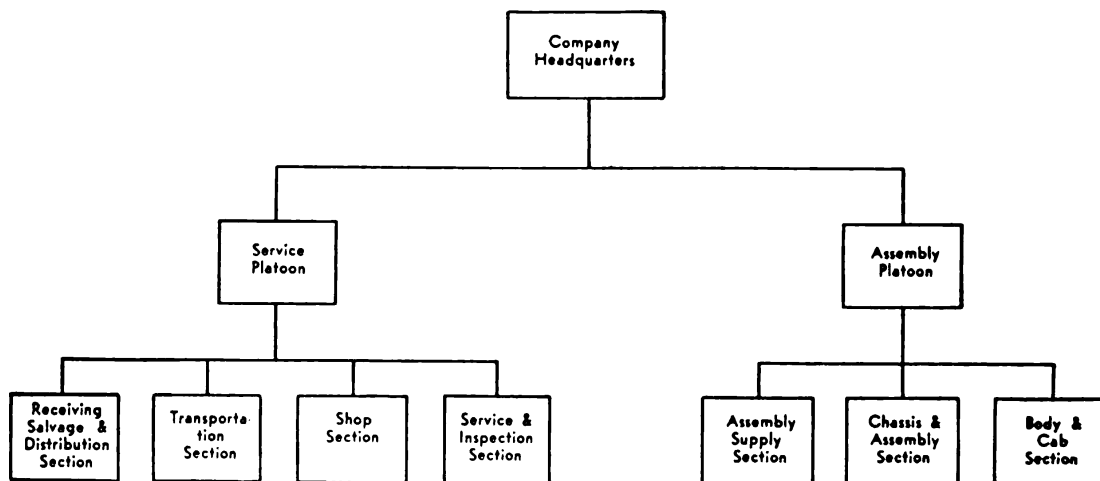 Company
Headquarters
Service
Platoon
Assembly
Platoon
Receiving
Salvage &
Distribution
Section
Transporta-
tion
Section
Shop
Section
Service &
Inspection
Section
Assembly
Supply
Section
Chassis &
Assembly
Section
Body &
Cab
Section